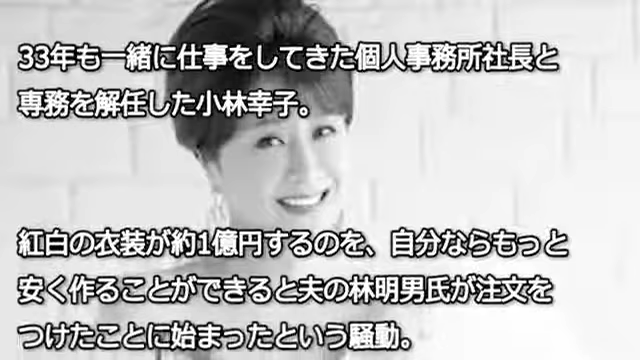 33年も一緒に仕事をしてきた個人事務所社長と
専務を解任した小林幸子。
紅白の衣装が約1億円するのを、自分ならもっと
安く作ることができると夫の林明男氏が注文を
つけたことに始まったという騒動。